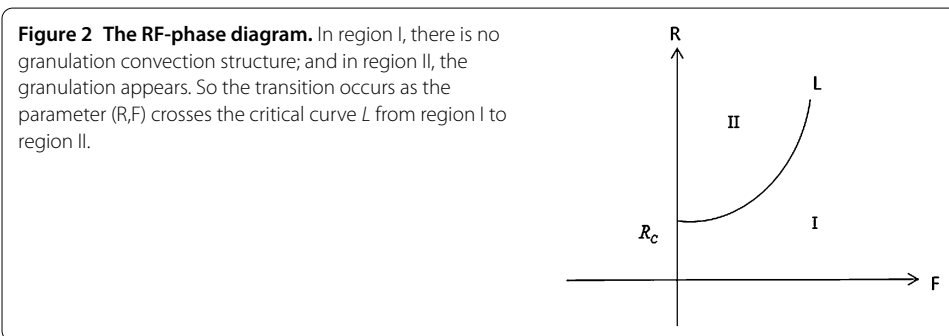 Figure 2 The RF-phase diagram. In region I, there is no
granulation convection structure; and in region II, the
granulation appears. So the transition occurs as the
parameter (R,F) crosses the critical curve L from region I to
region II.
R
L
II
I
Rc
F